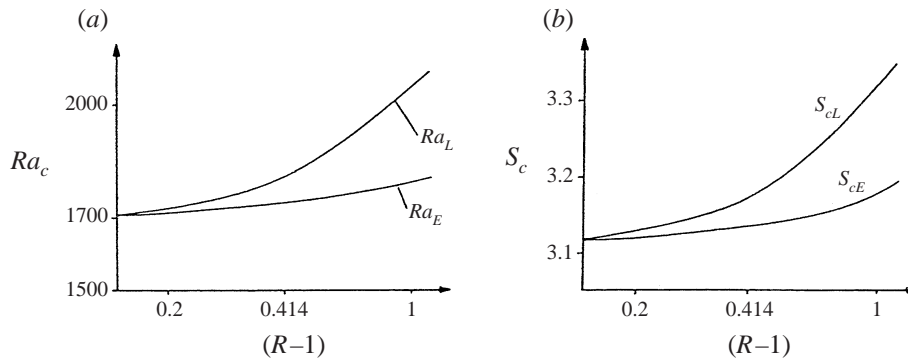 (a)
2000
1700
1500
Ra_c
Ra_L
Ra_E
0.2
0.414
1
(R–1)
(b)
3.3
3.2
3.1
S_c
S_cL
S_cE
0.2
0.414
1
(R–1)